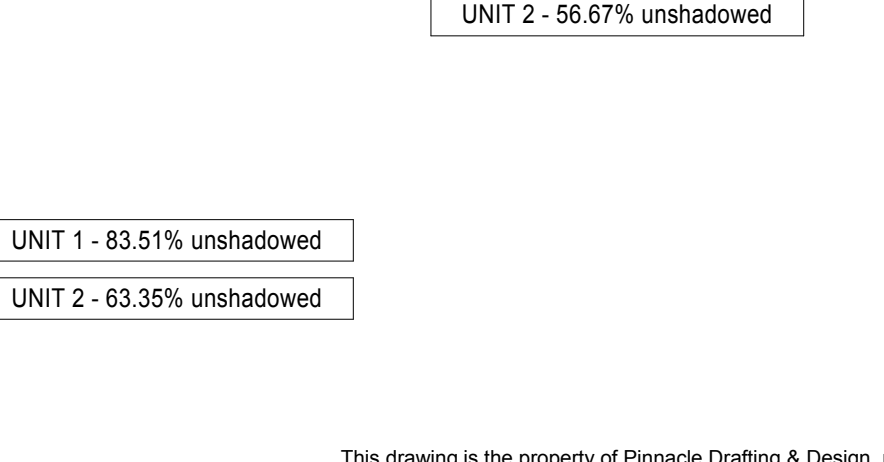 UNIT 2 - 56.67% unshadowed
UNIT 1 - 83.51% unshadowed
UNIT 2 - 63.35% unshadowed
This drawing is the property of Pinnacle Drafting & Design,